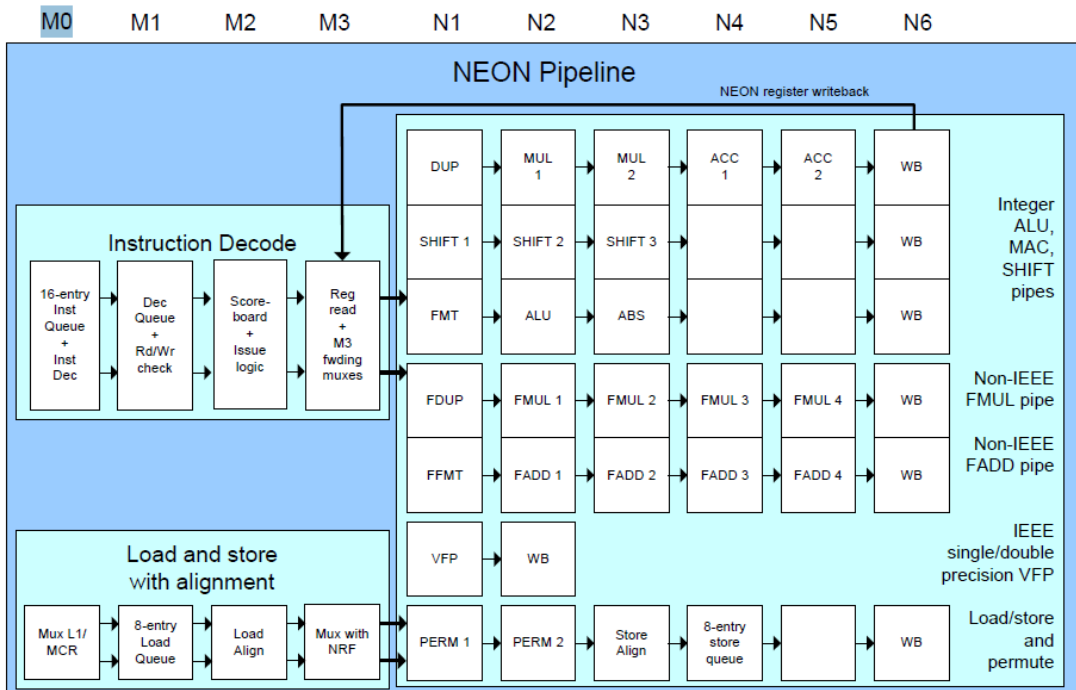 M0 M1 M2 M3 N1 N2 N3 N4 N5 N6
NEON Pipeline
NEON register writeback
Instruction Decode
16-entry
Inst
Queue
+
Inst
Dec
Dec
Queue
+
Rd/Wr
check
Score-
board
+
Issue
logic
Reg
read
+
M3
fwding
muxes
DUP
MUL
1
MUL
2
ACC
1
ACC
2
WB
SHIFT 1
SHIFT 2
SHIFT 3
WB
FMT
ALU
ABS
WB
Integer
ALU,
MAC,
SHIFT
pipes
FDUP
FMUL 1
FMUL 2
FMUL 3
FMUL 4
WB
Non-IEEE
FMUL pipe
FFMT
FADD 1
FADD 2
FADD 3
FADD 4
WB
Non-IEEE
FADD pipe
VFP
WB
IEEE
single/double
precision VFP
Load and store
with alignment
Mux L1/
MCR
8-entry
Load
Queue
Load
Align
Mux with
NRF
PERM 1
PERM 2
Store
Align
8-entry
store
queue
WB
Load/store
and
permute